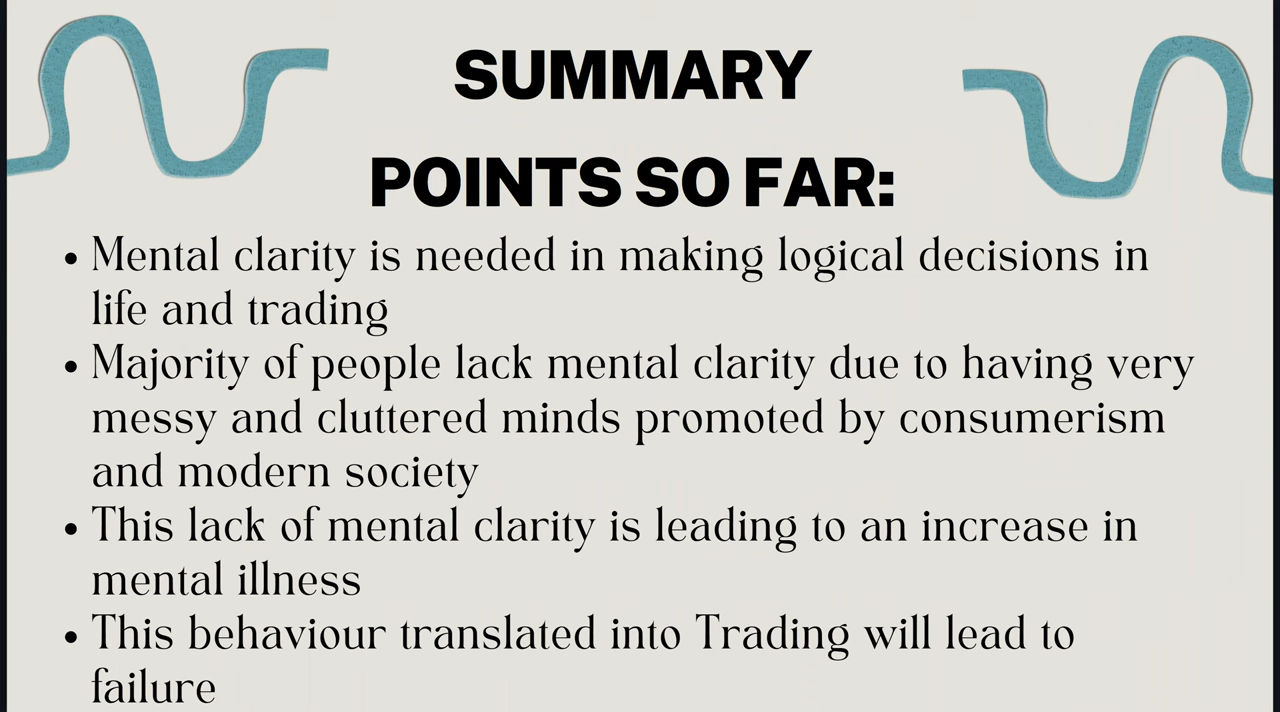 SUMMARY
POINTS SO FAR:
• Mental clarity is needed in making logical decisions in
life and trading
• Majority of people lack mental clarity due to having very
messy and cluttered minds promoted by consumerism
and modern society
• This lack of mental clarity is leading to an increase in
mental illness
• This behaviour translated into Trading will lead to
failure